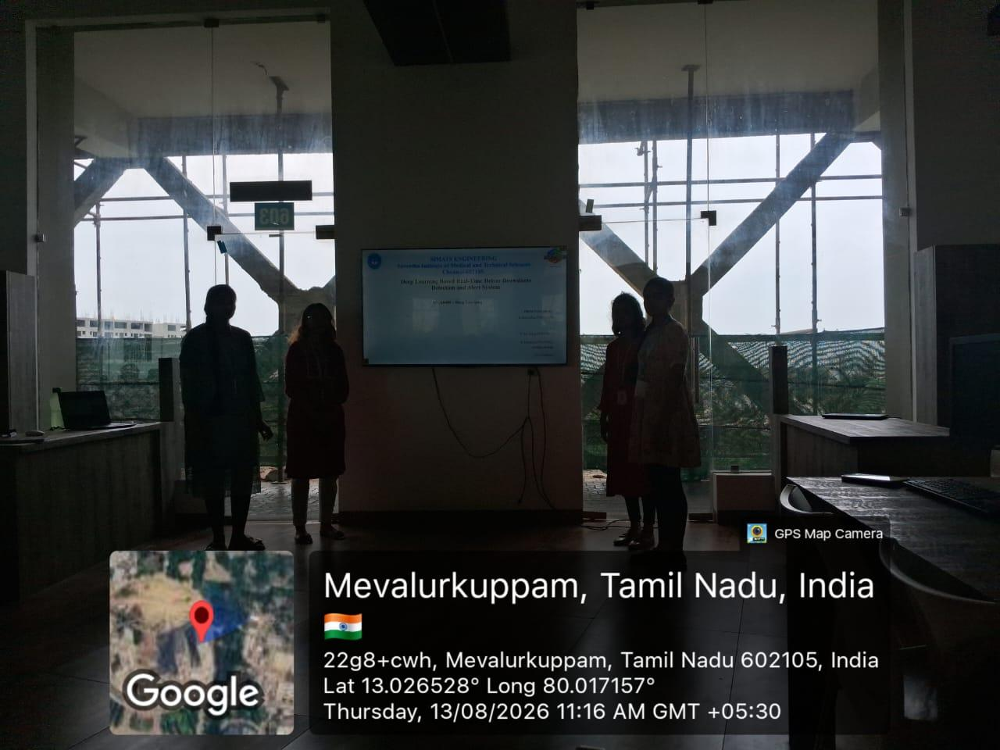 603
SIMATS ENGINEERING
Saveetha Institute of Medical and Technical Sciences
Chennai-602105
Deep Learning Based Real-Time Driver Drowsiness
Detection and Alert System
GPS Map Camera
Mevalurkuppam, Tamil Nadu, India
22g8+cwh, Mevalurkuppam, Tamil Nadu 602105, India
Lat 13.026528° Long 80.017157°
Thursday, 13/08/2026 11:16 AM GMT +05:30
Google